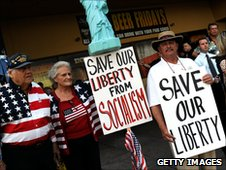 BEER FRIDAYS
SAVE OUR
LIBERTY
FROM
SOCIALISM
SAVE
OUR
LIBERTY
GETTY IMAGES